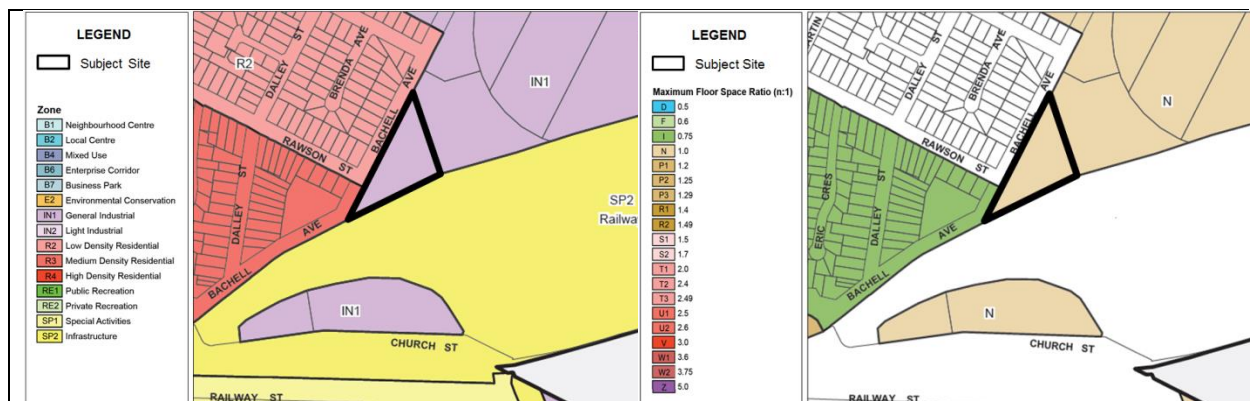 LEGEND
Subject Site
Zone
B1 Neighbourhood Centre
B2 Local Centre
B4 Mixed Use
B6 Enterprise Corridor
B7 Business Park
E2 Environmental Conservation
IN1 General Industrial
IN2 Light Industrial
R2 Low Density Residential
R3 Medium Density Residential
R4 High Density Residential
RE1 Public Recreation
RE2 Private Recreation
SP1 Special Activities
SP2 Infrastructure
R2
DALLEY ST
BRENDA AVE
BACHELL AVE
IN1
RAWSON ST
DALLEY ST
BACHELL AVE
SP2
Railway
IN1
CHURCH ST
RAILWAY ST
LEGEND
Subject Site
Maximum Floor Space Ratio (n:1)
D 0.5
F 0.6
I 0.75
N 1.0
P1 1.2
P2 1.25
P3 1.29
R1 1.4
R2 1.49
S1 1.5
S2 1.7
T1 2.0
T2 2.4
T3 2.49
U1 2.5
U2 2.6
V 3.0
W1 3.6
W2 3.75
Z 5.0
DALLEY ST
BRENDA AVE
BACHELL AVE
N
RAWSON ST
ERIC CRES
DALLEY ST
BACHELL AVE
N
CHURCH ST
RAILWAY ST